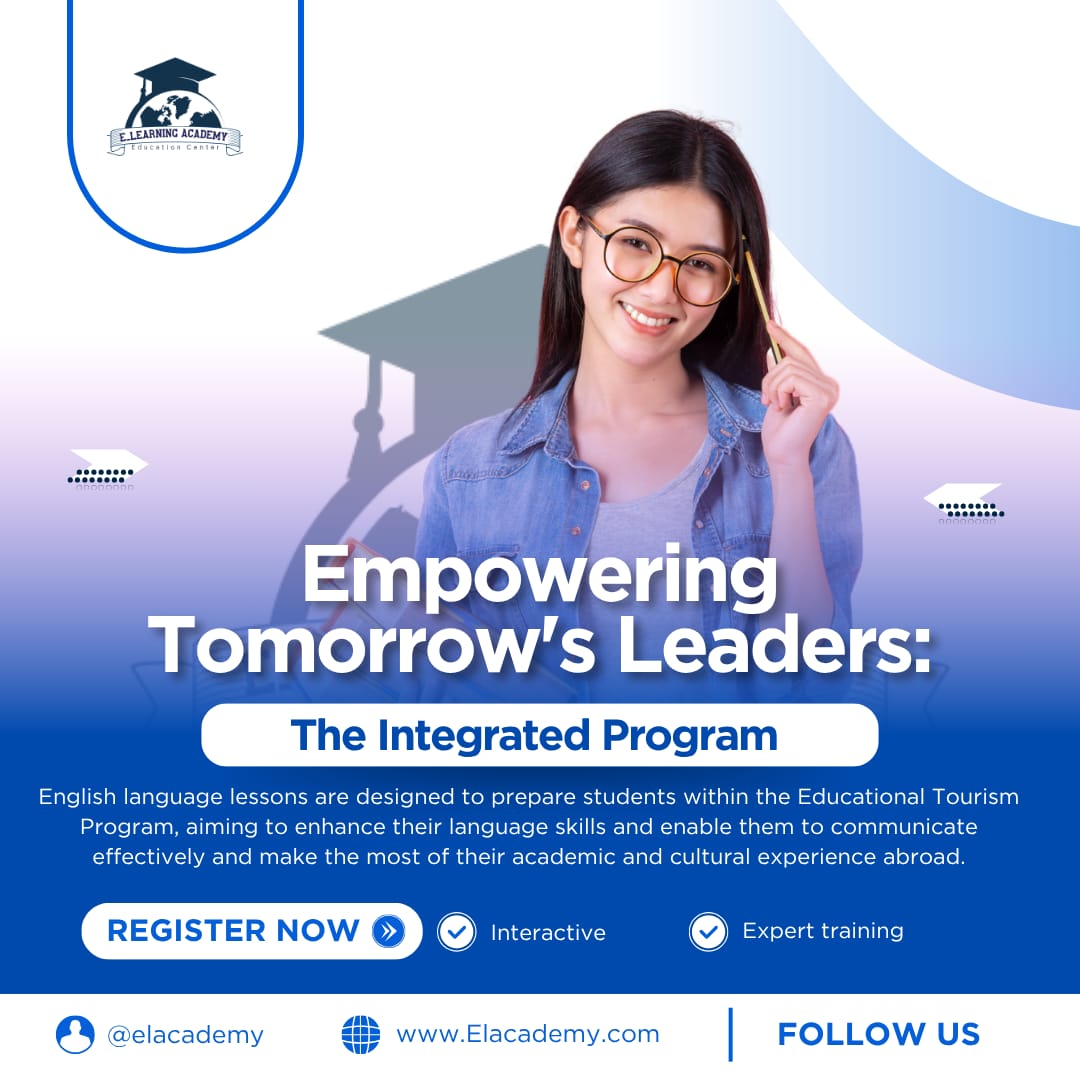 E_LEARNING ACADEMY
Education Center
Empowering
Tomorrow's Leaders:
The Integrated Program
English language lessons are designed to prepare students within the Educational Tourism
Program, aiming to enhance their language skills and enable them to communicate
effectively and make the most of their academic and cultural experience abroad.
REGISTER NOW
Interactive
Expert training
@elacademy
www.Elacademy.com
FOLLOW US